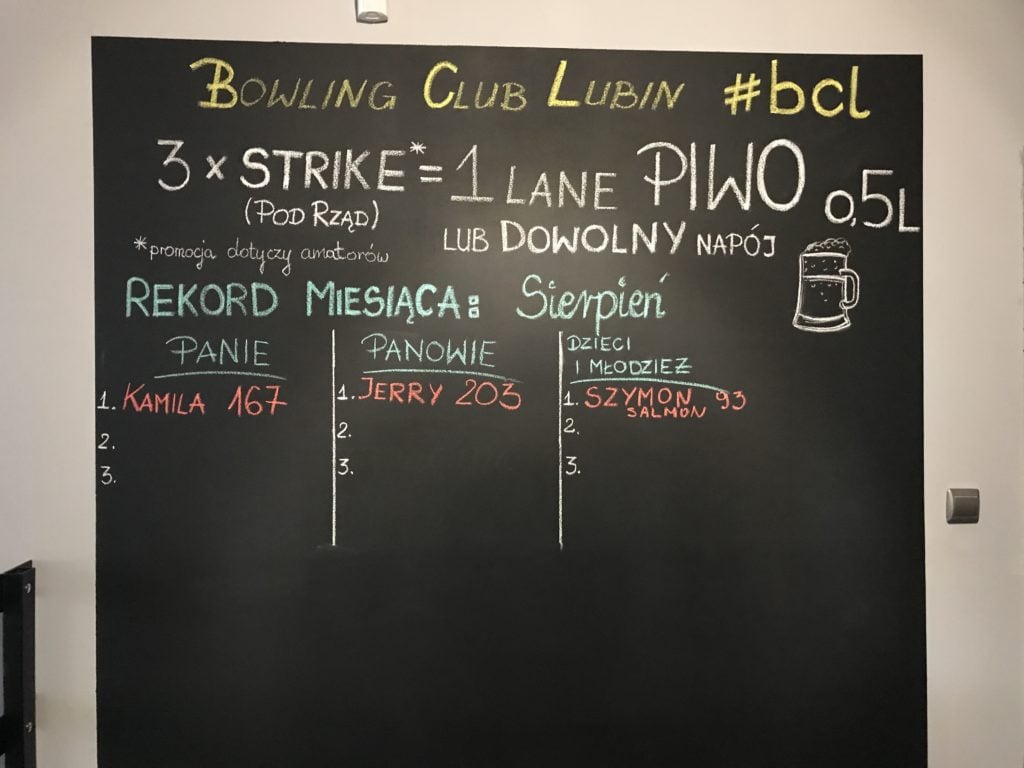 BOWLING CLUB LUBIN #bcl
3 x STRIKE* = 1 LANE PIWO 0,5L
(POD RZĄD)
LUB DOWOLNY NAPÓJ
*promocja dotyczy amatorów
REKORD MIESIĄCA: Sierpień
PANIE
1. KAMILA 167
2.
3.
PANOWIE
1. JERRY 203
2.
3.
DZIECI
I MŁODZIEŻ
1. SZYMON 93
SALMON
2.
3.